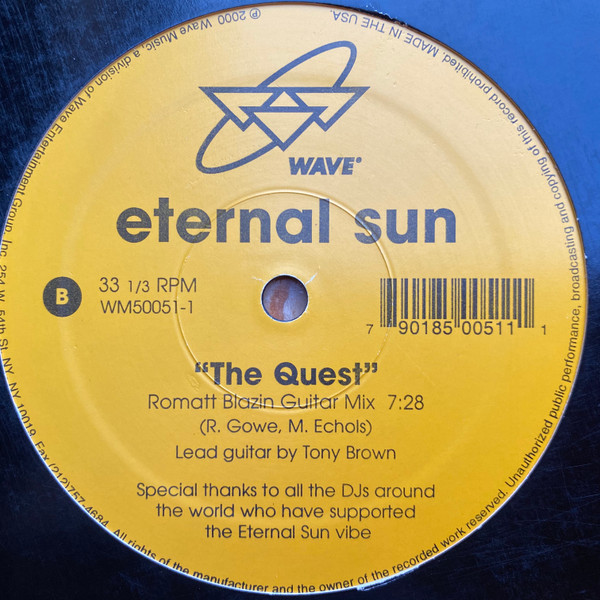 WAVE®
eternal sun
B
33 1/3 RPM
WM50051-1
7 90185 00511 1
"The Quest"
Romatt Blazin Guitar Mix 7:28
(R. Gowe, M. Echols)
Lead guitar by Tony Brown
Special thanks to all the DJs around
the world who have supported
the Eternal Sun vibe
℗ 2000 Wave Music, a division of Wave Entertainment Group, Inc. 254 W. 54th St. NY, NY 10019. Fax (212)757-4684. All rights of the manufacturer and the owner of the recorded work reserved. Unauthorized public performance, broadcasting and copying of this record prohibited. MADE IN THE USA.